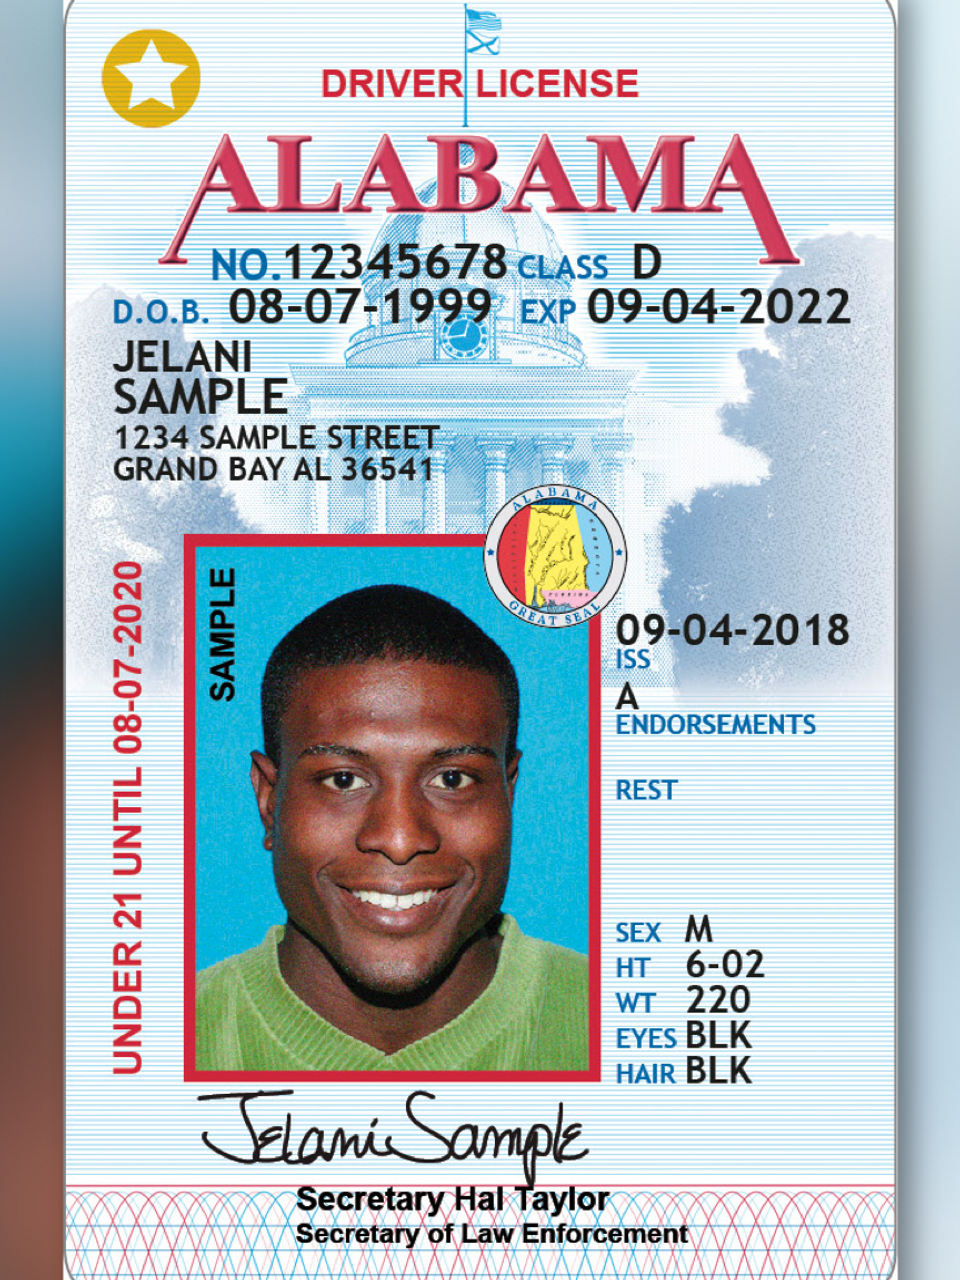 DRIVER LICENSE
ALABAMA
NO. 12345678 CLASS D
D.O.B. 08-07-1999 EXP 09-04-2022
JELANI
SAMPLE
1234 SAMPLE STREET
GRAND BAY AL 36541
ALABAMA
GREAT SEAL
FLORIDA
SAMPLE
UNDER 21 UNTIL 08-07-2020
09-04-2018
ISS
A
ENDORSEMENTS
REST
SEX M
HT 6-02
WT 220
EYES BLK
HAIR BLK
Jelani Sample
Secretary Hal Taylor
Secretary of Law Enforcement